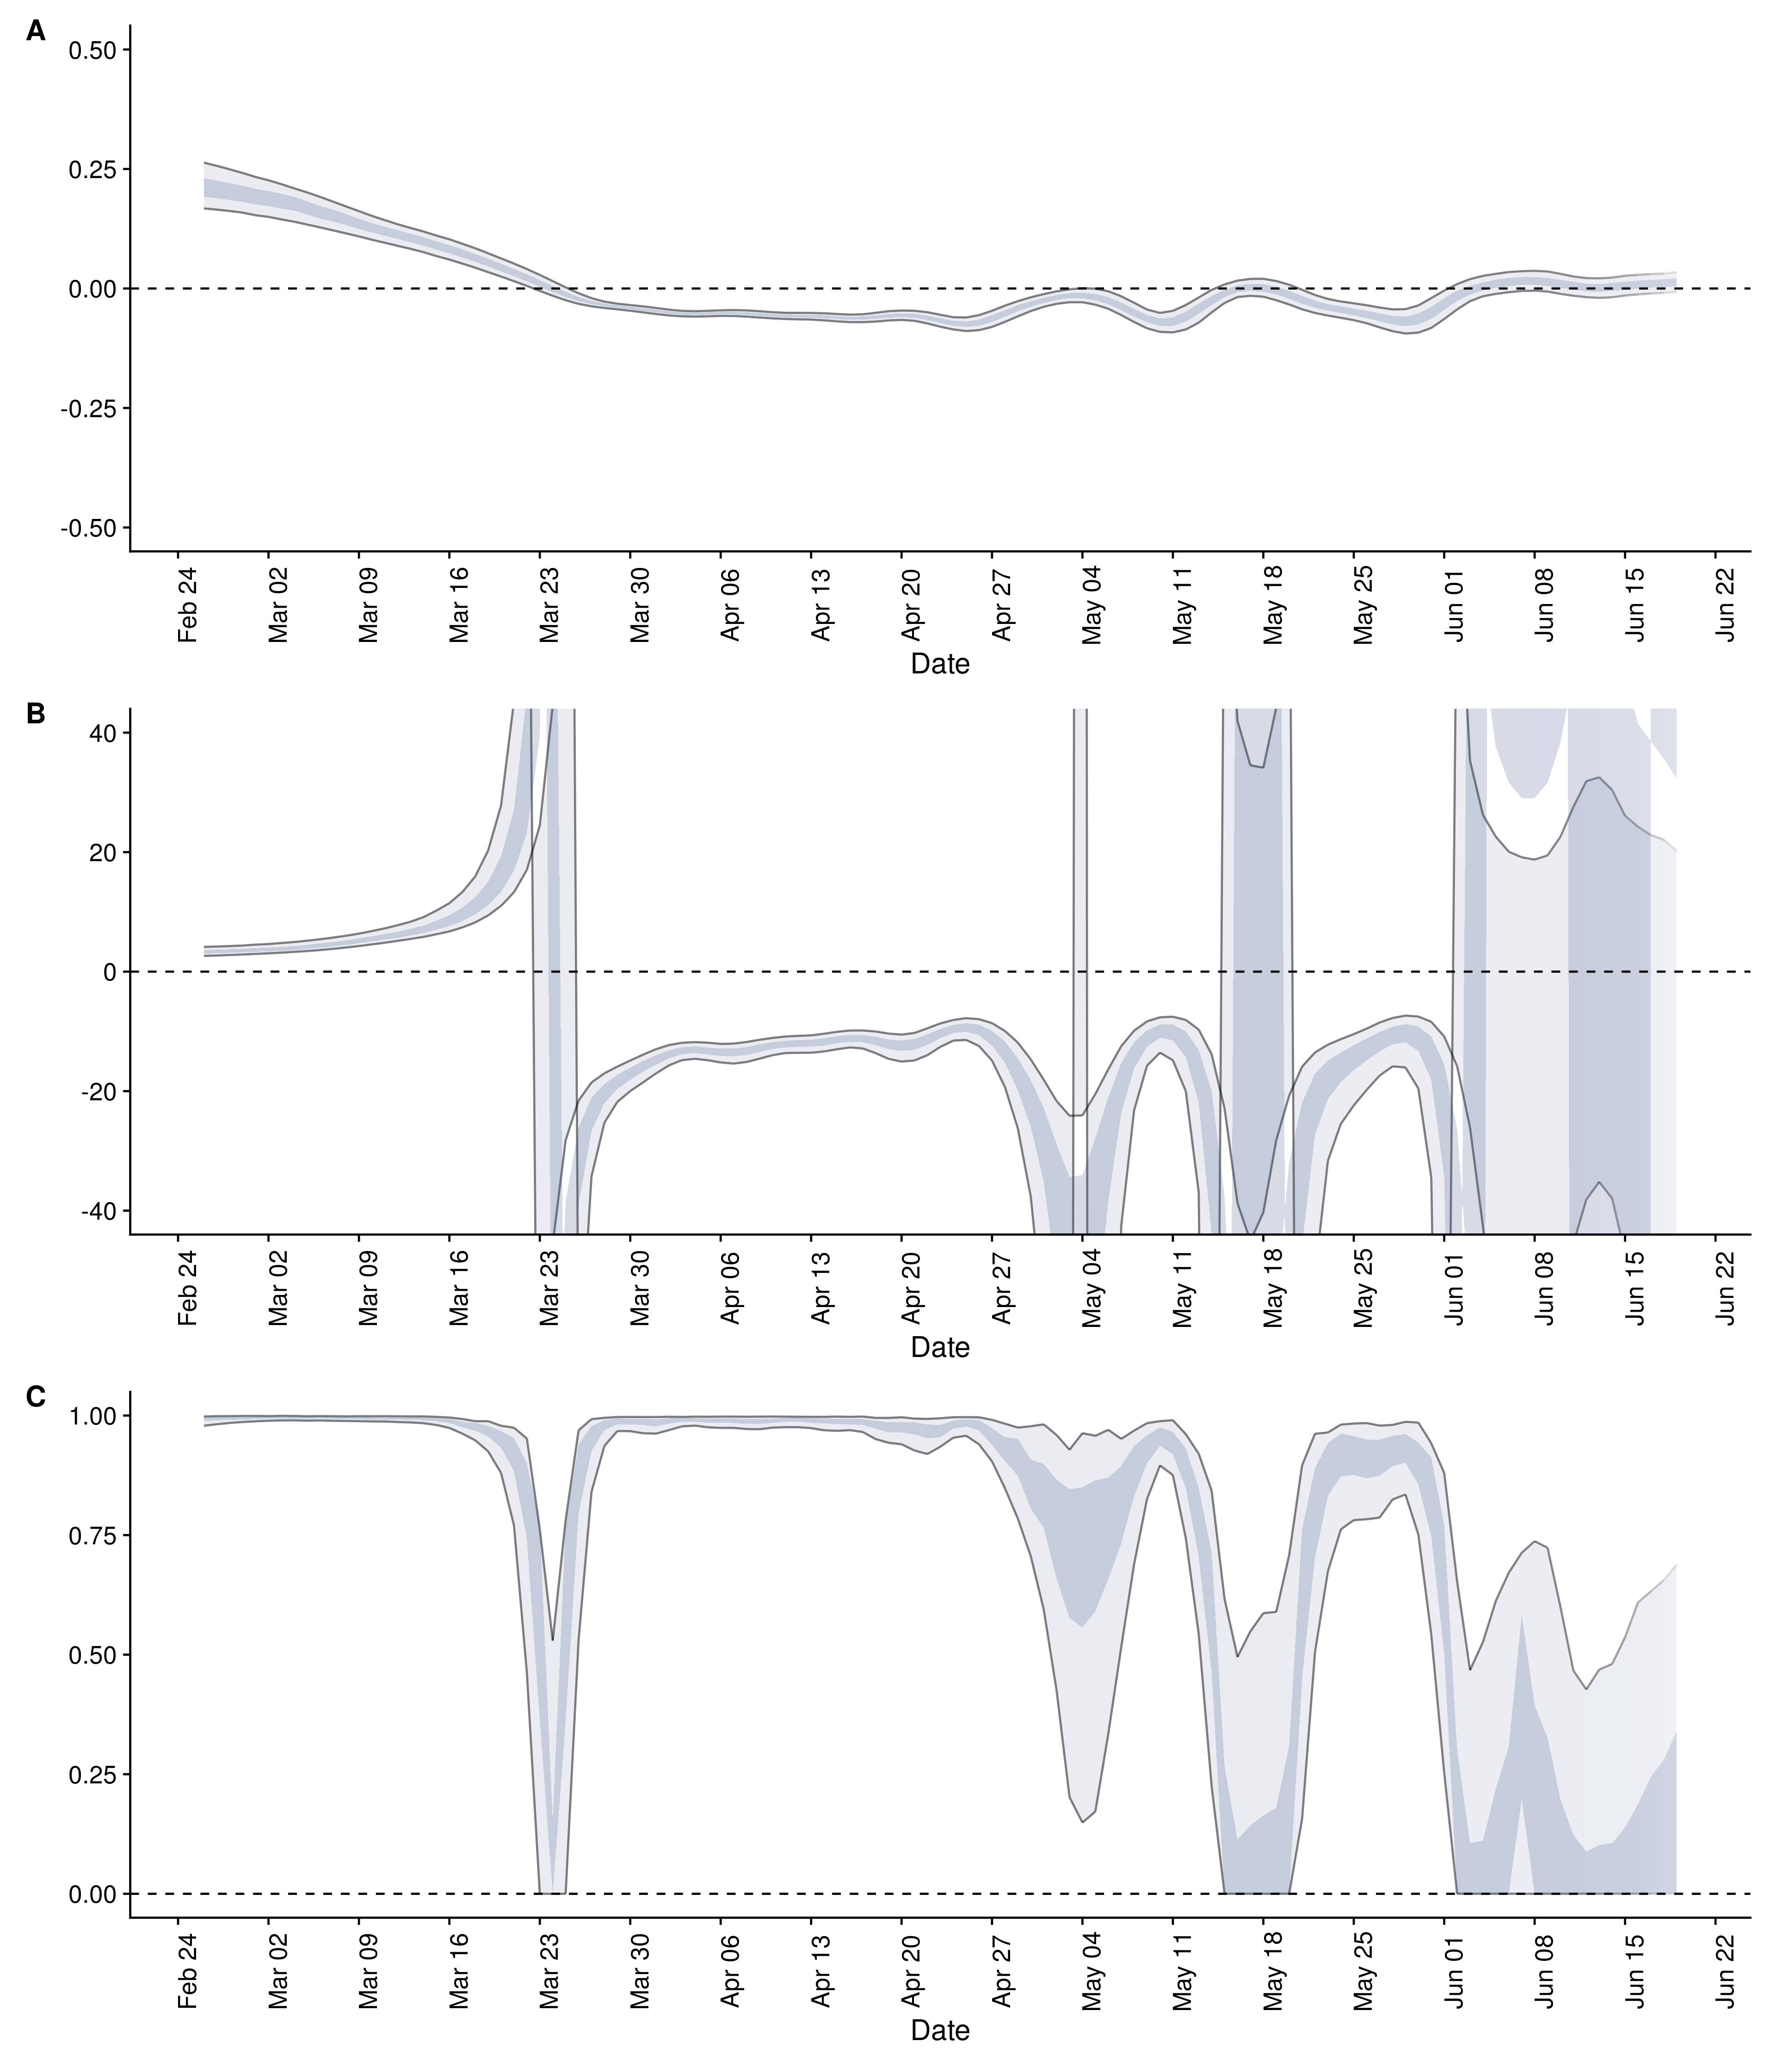 A
0.50
0.25
0.00
-0.25
-0.50
Feb 24
Mar 02
Mar 09
Mar 16
Mar 23
Mar 30
Apr 06
Apr 13
Apr 20
Apr 27
May 04
May 11
May 18
May 25
Jun 01
Jun 08
Jun 15
Jun 22
Date
B
40
20
0
-20
-40
Feb 24
Mar 02
Mar 09
Mar 16
Mar 23
Mar 30
Apr 06
Apr 13
Apr 20
Apr 27
May 04
May 11
May 18
May 25
Jun 01
Jun 08
Jun 15
Jun 22
Date
C
1.00
0.75
0.50
0.25
0.00
Feb 24
Mar 02
Mar 09
Mar 16
Mar 23
Mar 30
Apr 06
Apr 13
Apr 20
Apr 27
May 04
May 11
May 18
May 25
Jun 01
Jun 08
Jun 15
Jun 22
Date